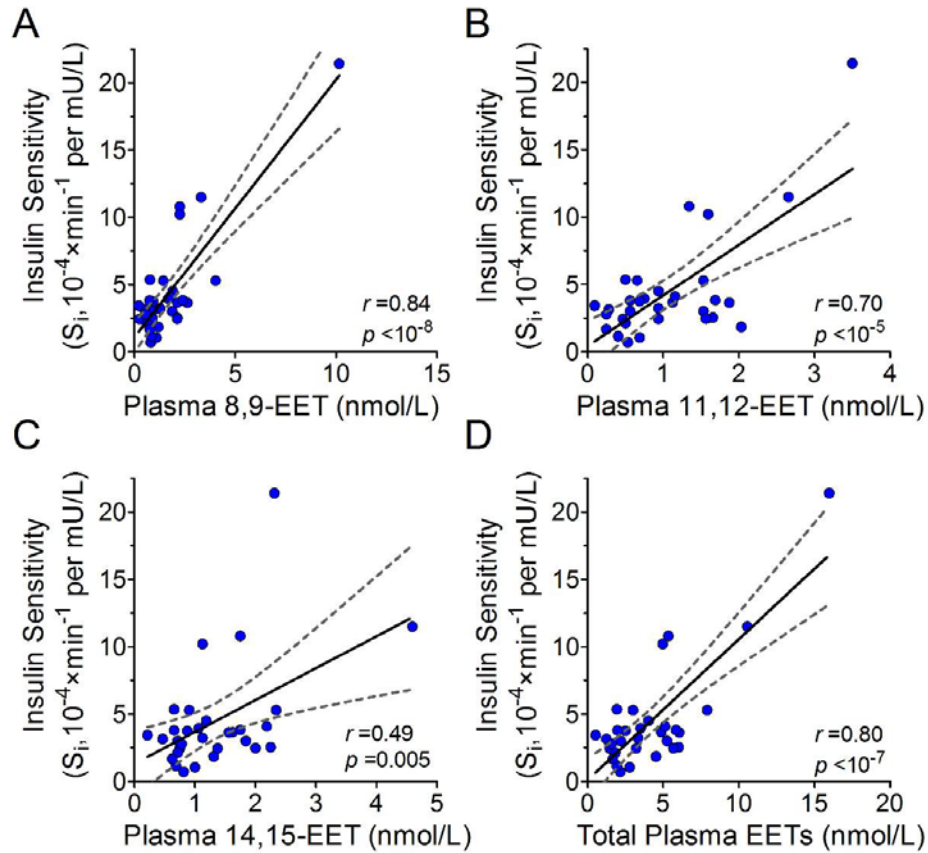 A
Insulin Sensitivity
(Si, 10⁻⁴×min⁻¹ per mU/L)
20
15
10
5
0
0
5
10
15
r=0.84
p <10⁻⁸
Plasma 8,9-EET (nmol/L)
B
Insulin Sensitivity
(Si, 10⁻⁴×min⁻¹ per mU/L)
20
15
10
5
0
0
1
2
3
4
r=0.70
p <10⁻⁵
Plasma 11,12-EET (nmol/L)
C
Insulin Sensitivity
(Si, 10⁻⁴×min⁻¹ per mU/L)
20
15
10
5
0
0
1
2
3
4
5
r=0.49
p =0.005
Plasma 14,15-EET (nmol/L)
D
Insulin Sensitivity
(Si, 10⁻⁴×min⁻¹ per mU/L)
20
15
10
5
0
0
5
10
15
20
r=0.80
p <10⁻⁷
Total Plasma EETs (nmol/L)